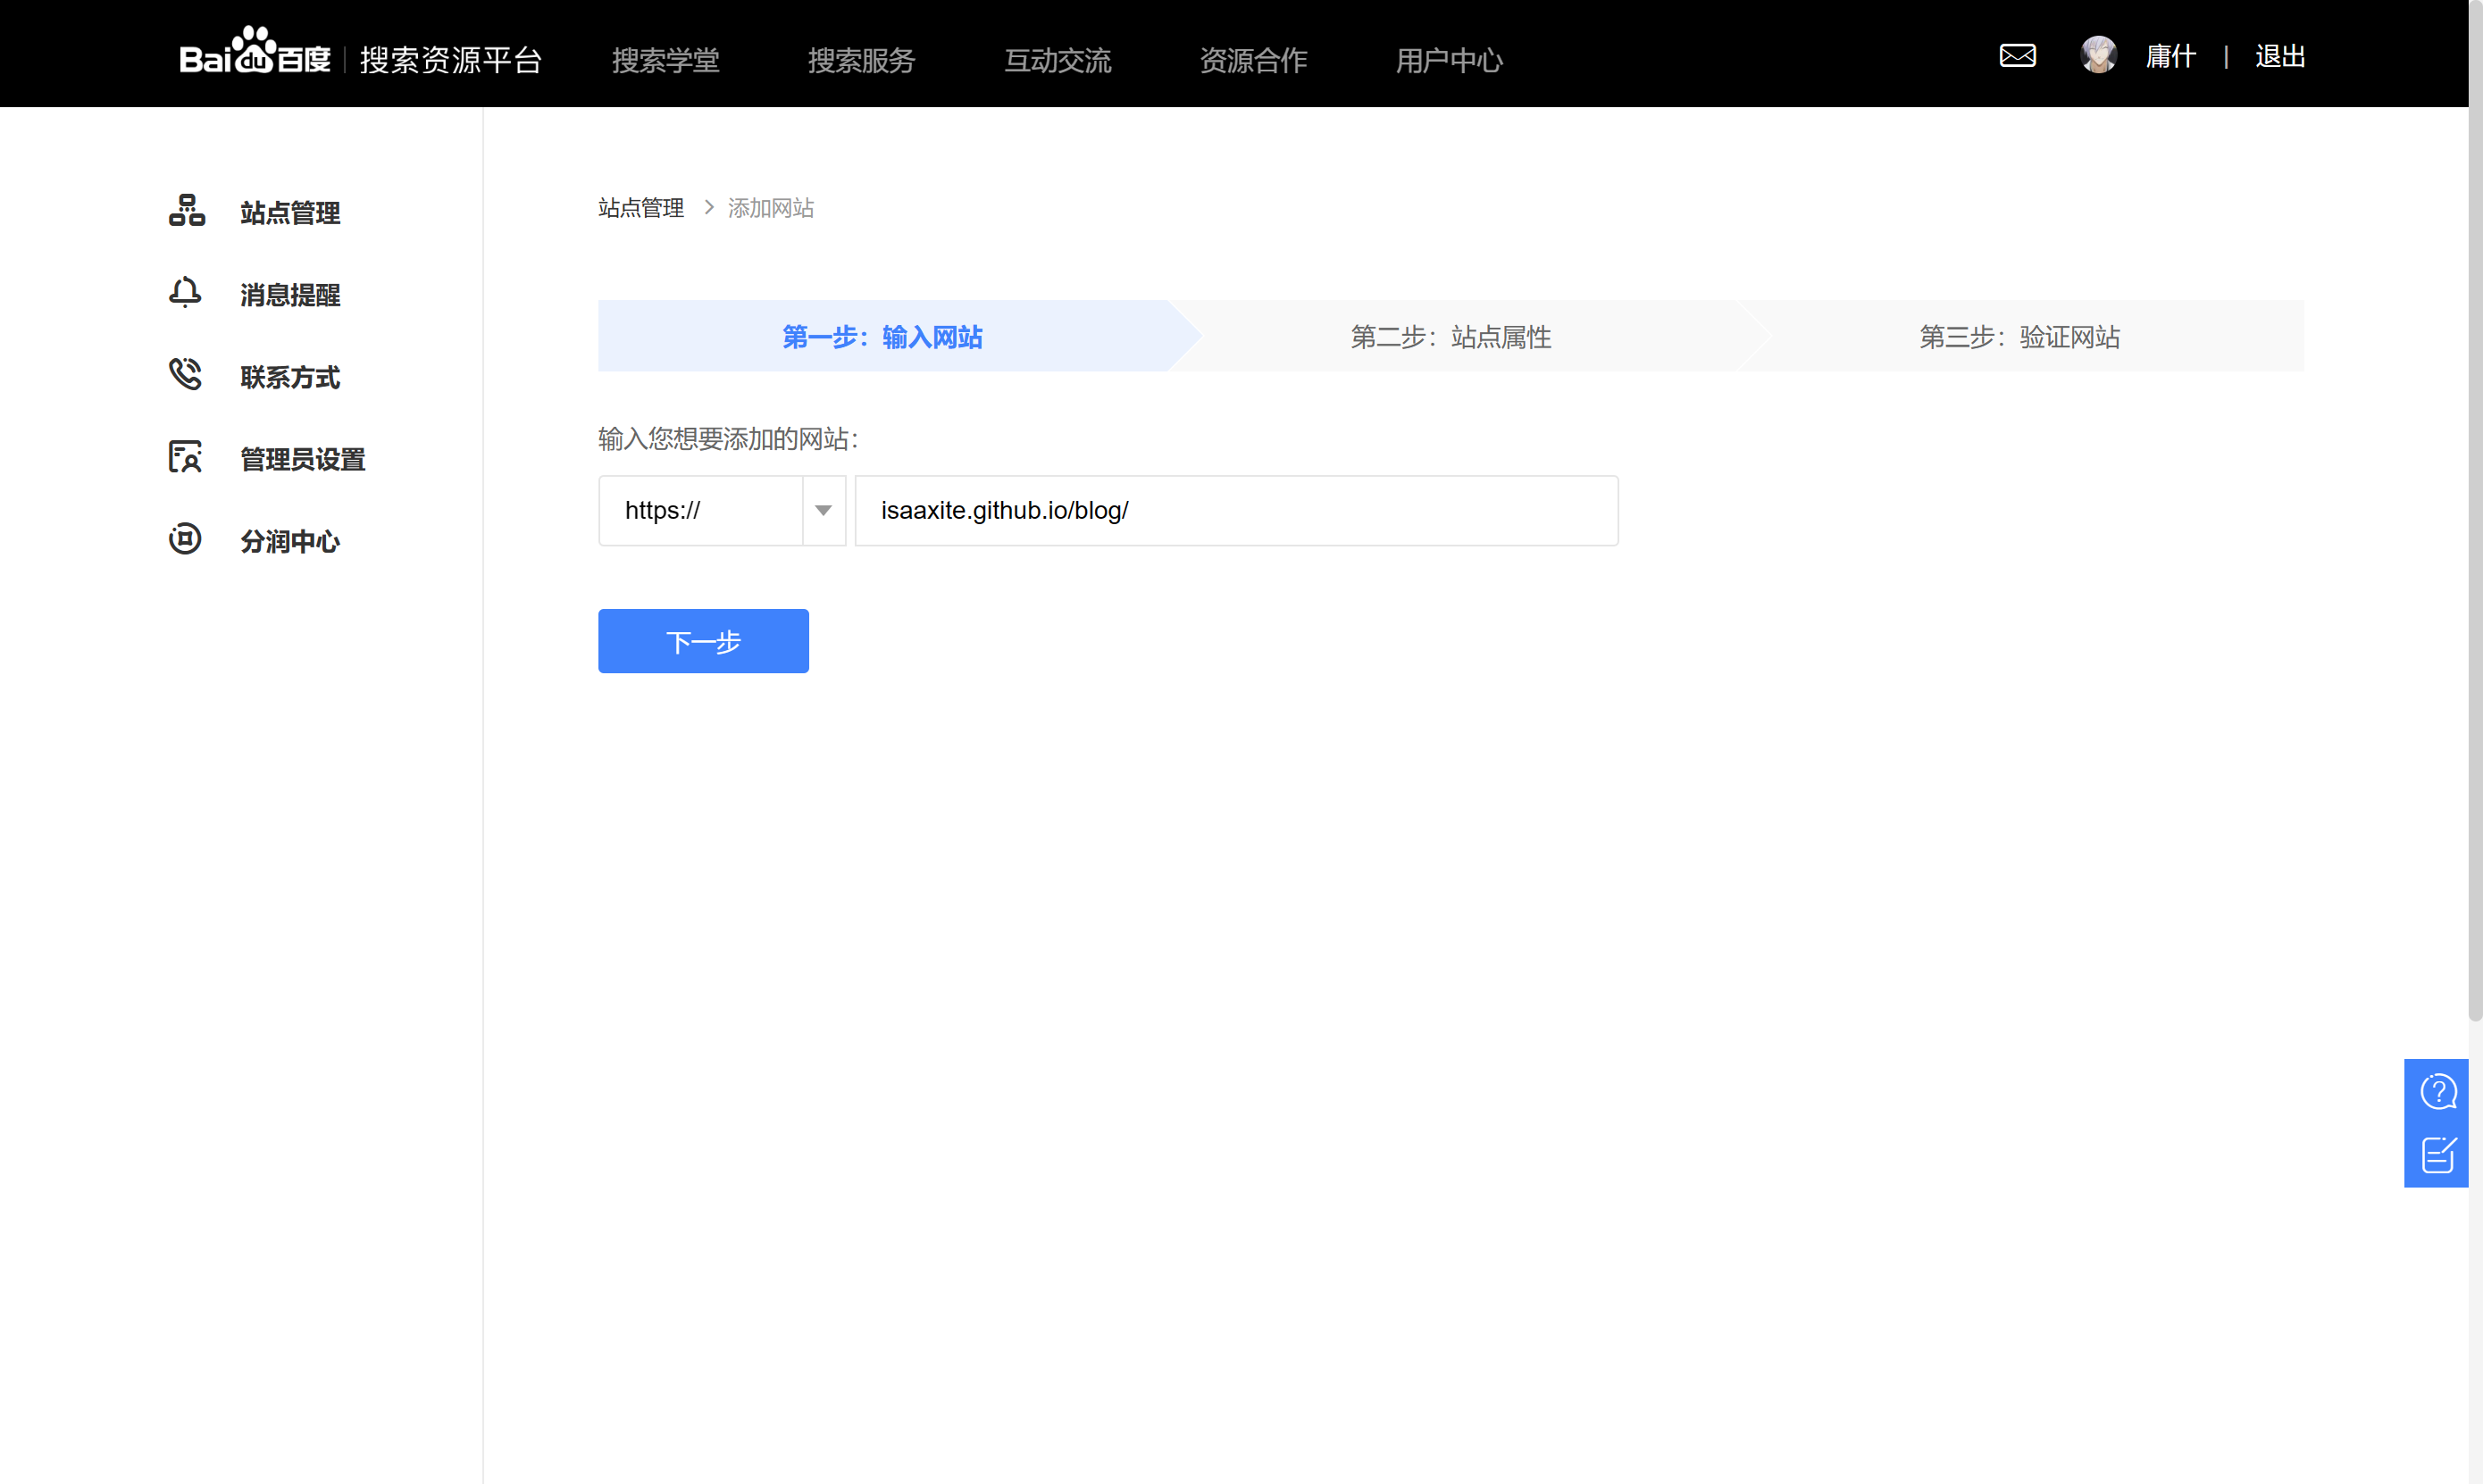 Baidu百度 | 搜索资源平台 搜索学堂 搜索服务 互动交流 资源合作 用户中心 庸什 | 退出
站点管理
消息提醒
联系方式
管理员设置
分润中心
站点管理 > 添加网站
第一步：输入网站 第二步：站点属性 第三步：验证网站
输入您想要添加的网站：
https:// isaaxite.github.io/blog/
下一步